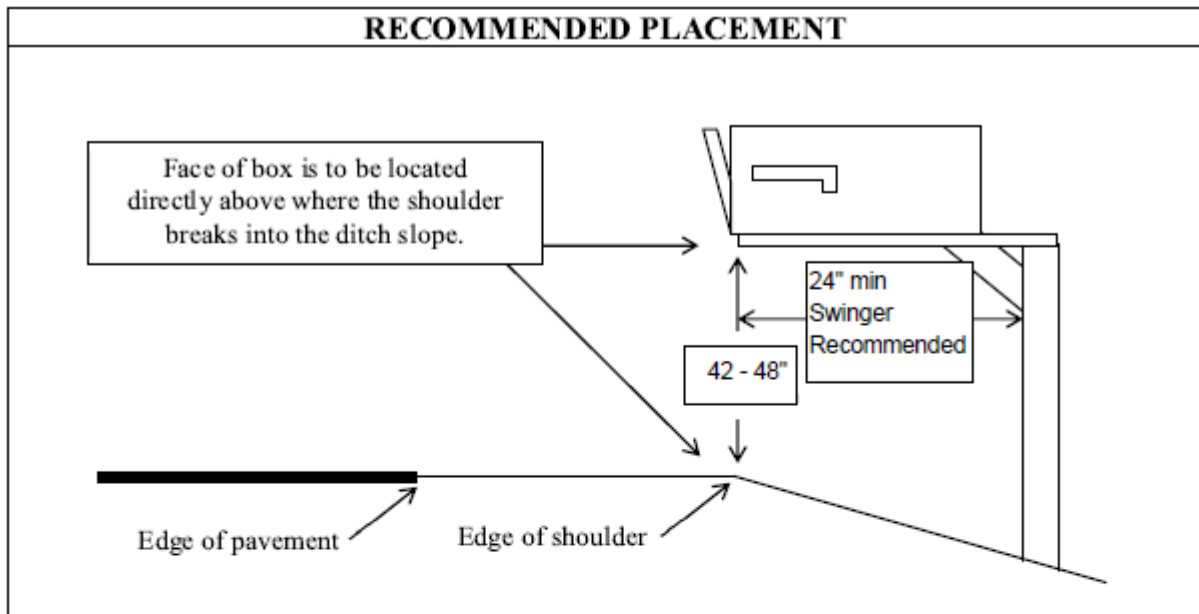 RECOMMENDED PLACEMENT
Face of box is to be located
directly above where the shoulder
breaks into the ditch slope.
24" min
Swinger
Recommended
42 - 48"
Edge of pavement
Edge of shoulder